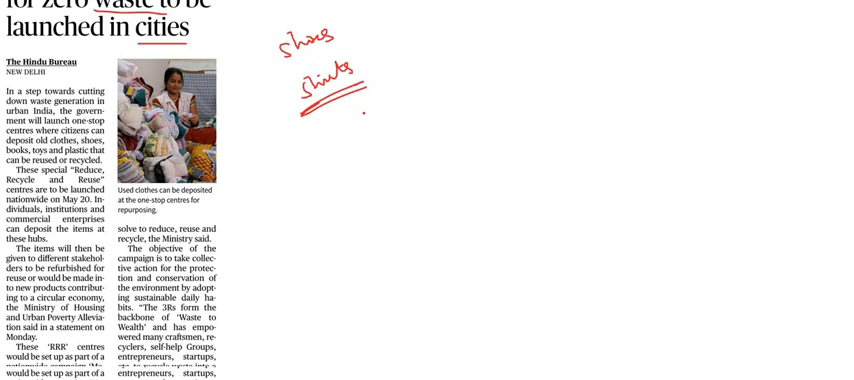 for zero waste to be
launched in cities
The Hindu Bureau
NEW DELHI
In a step towards cutting
down waste generation in
urban India, the govern-
ment will launch one-stop
centres where citizens can
deposit old clothes, shoes,
books, toys and plastic that
can be reused or recycled.
These special “Reduce,
Recycle and Reuse”
centres are to be launched
nationwide on May 20. In-
dividuals, institutions and
commercial enterprises
can deposit the items at
these hubs.
The items will then be
given to different stakehol-
ders to be refurbished for
reuse or would be made in-
to new products contribut-
ing to a circular economy,
the Ministry of Housing
and Urban Poverty Allevia-
tion said in a statement on
Monday.
These ‘RRR’ centres
would be set up as part of a
would be set up as part of a
Used clothes can be deposited
at the one-stop centres for
repurposing.
solve to reduce, reuse and
recycle, the Ministry said.
The objective of the
campaign is to take collec-
tive action for the protec-
tion and conservation of
the environment by adopt-
ing sustainable daily ha-
bits. “The 3Rs form the
backbone of ‘Waste to
Wealth’ and has empo-
wered many craftsmen, re-
cyclers, self-help Groups,
entrepreneurs, startups,
entrepreneurs, startups,
shoes